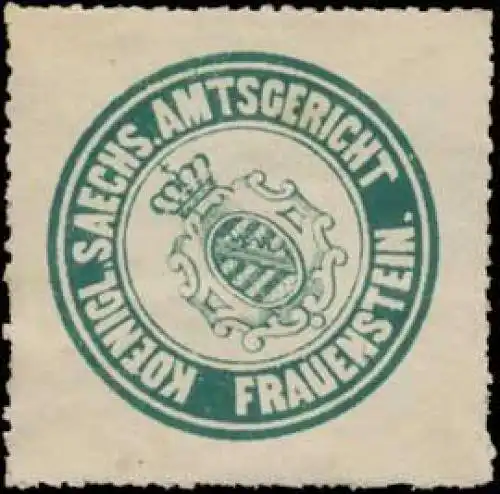 KOENIGL. SAECHS. AMTSGERICHT
FRAUENSTEIN.